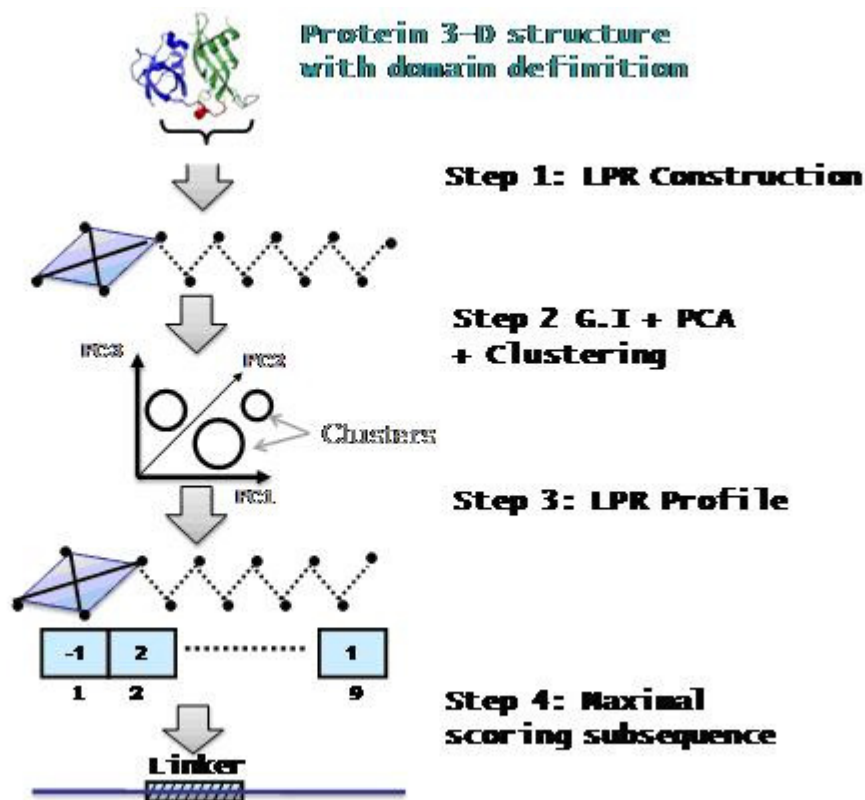 Protein 3-D structure
with domain definition
Step 1: LPR Construction
Step 2 G.I + PCA
+ Clustering
PC3
PC2
Clusters
PC1
Step 3: LPR Profile
-1 2 1
1 2 9
Step 4: Maximal
scoring subsequence
Linker